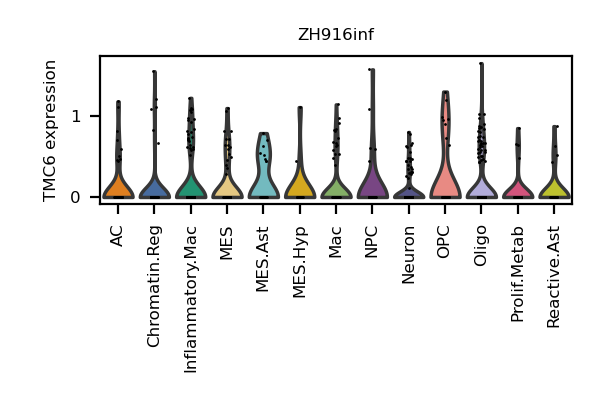 ZH916inf
TMC6 expression
1
0
AC
Chromatin.Reg
Inflammatory.Mac
MES
MES.Ast
MES.Hyp
Mac
NPC
Neuron
OPC
Oligo
Prolif.Metab
Reactive.Ast